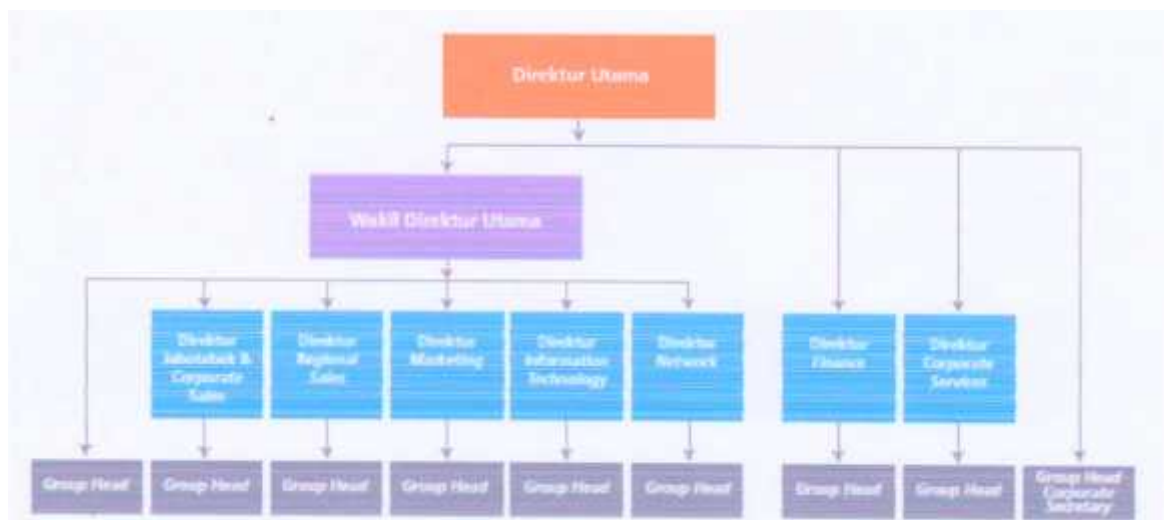 Direktur Utama
Wakil Direktur Utama
Direktur
Jabotabek &
Corporate
Sales
Direktur
Regional
Sales
Direktur
Marketing
Direktur
Information
Technology
Direktur
Network
Direktur
Finance
Direktur
Corporate
Services
Group Head
Group Head
Group Head
Group Head
Group Head
Group Head
Group Head
Group Head
Group Head
Corporate
Secretary